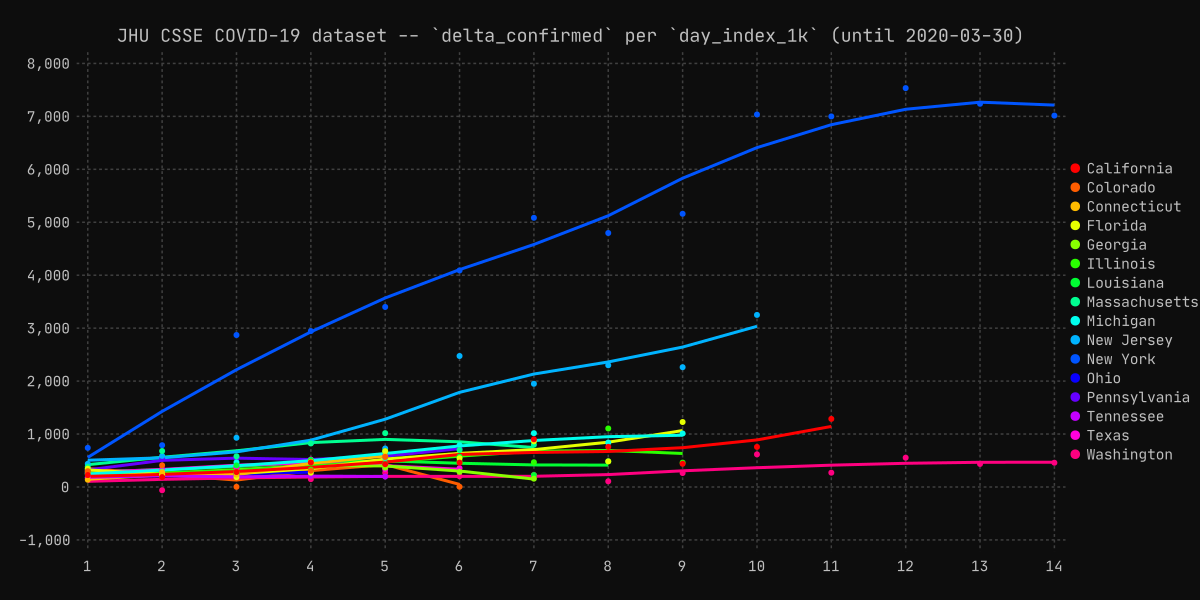 JHU CSSE COVID-19 dataset -- `delta_confirmed` per `day_index_1k` (until 2020-03-30)
8,000
7,000
6,000
5,000
4,000
3,000
2,000
1,000
0
-1,000
1 2 3 4 5 6 7 8 9 10 11 12 13 14
California
Colorado
Connecticut
Florida
Georgia
Illinois
Louisiana
Massachusetts
Michigan
New Jersey
New York
Ohio
Pennsylvania
Tennessee
Texas
Washington